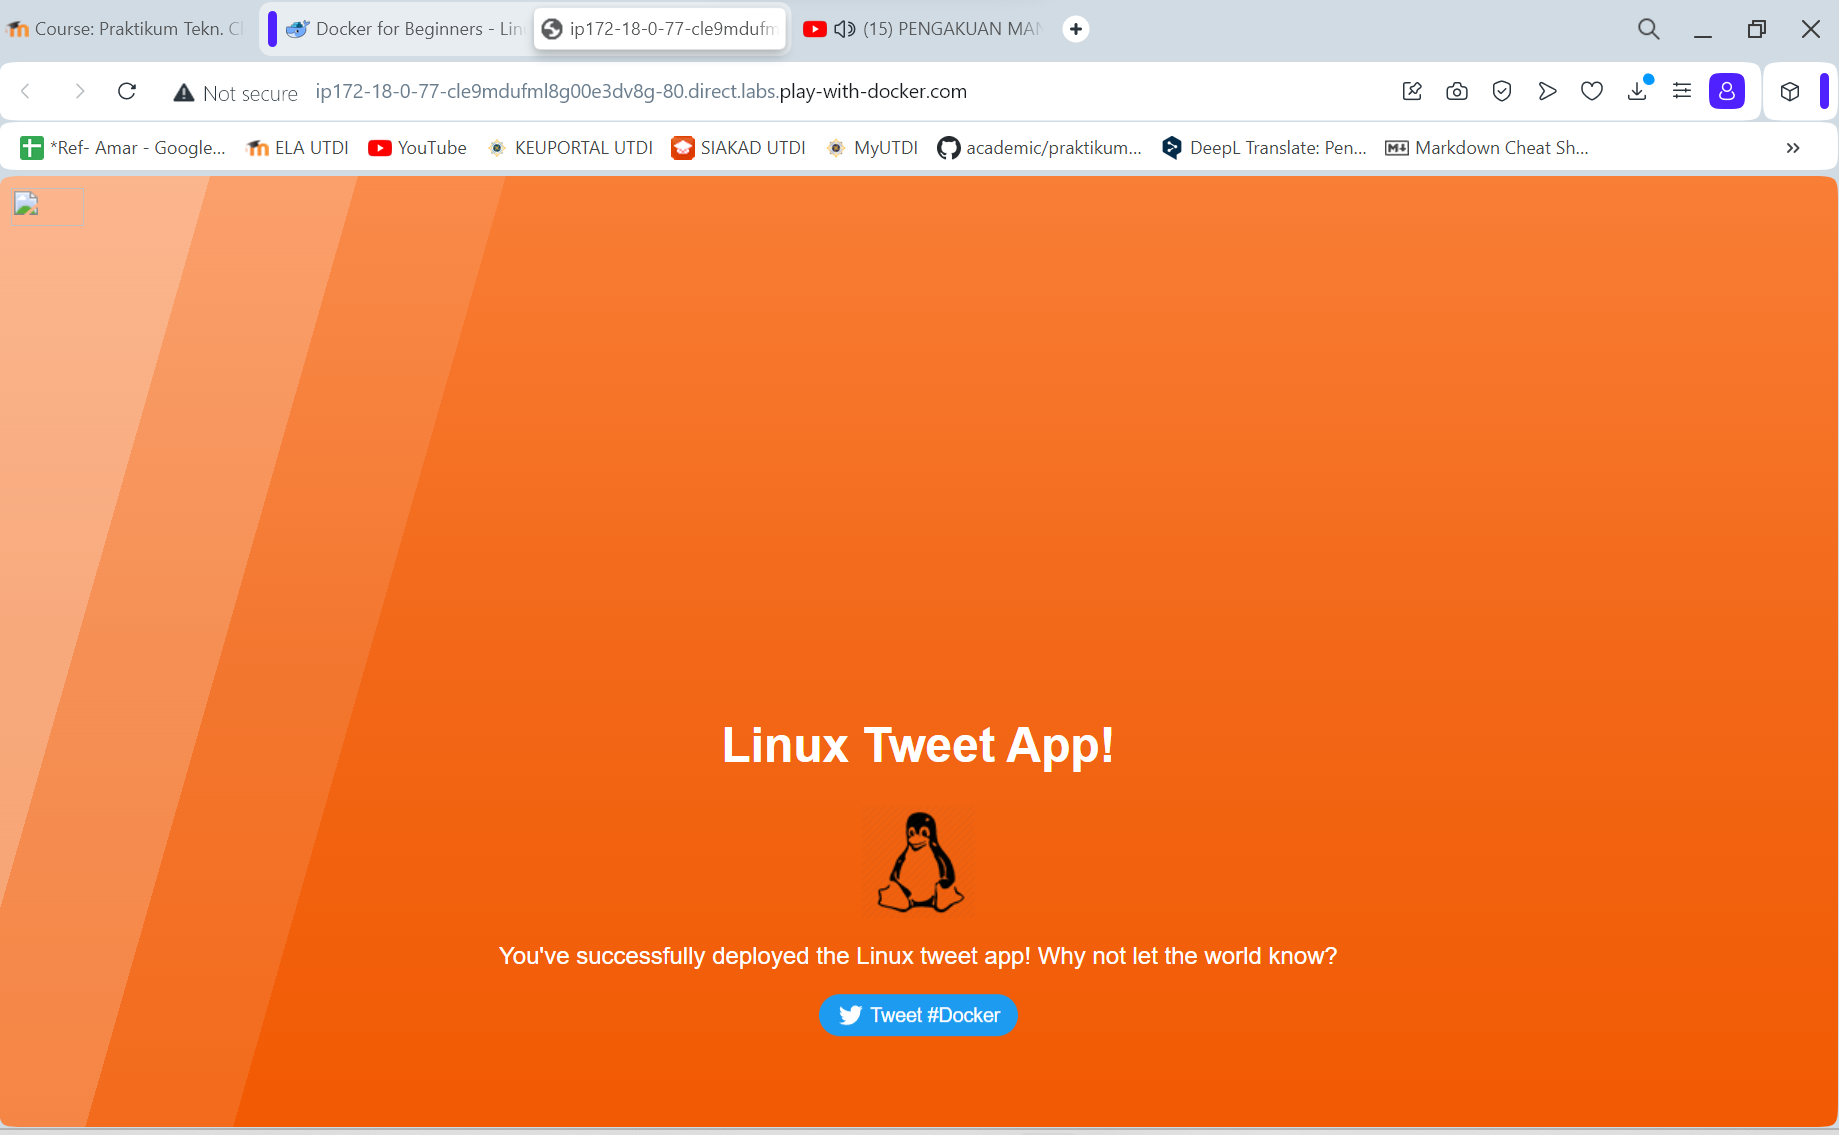 Course: Praktikum Tekn. Cl
Docker for Beginners - Lin
ip172-18-0-77-cle9mdufm
(15) PENGAKUAN MAN
Not secure
ip172-18-0-77-cle9mdufml8g00e3dv8g-80.direct.labs.play-with-docker.com
*Ref- Amar - Google...
ELA UTDI
YouTube
KEUPORTAL UTDI
SIAKAD UTDI
MyUTDI
academic/praktikum...
DeepL Translate: Pen...
M↓
Markdown Cheat Sh...
Linux Tweet App!
You've successfully deployed the Linux tweet app! Why not let the world know?
Tweet #Docker